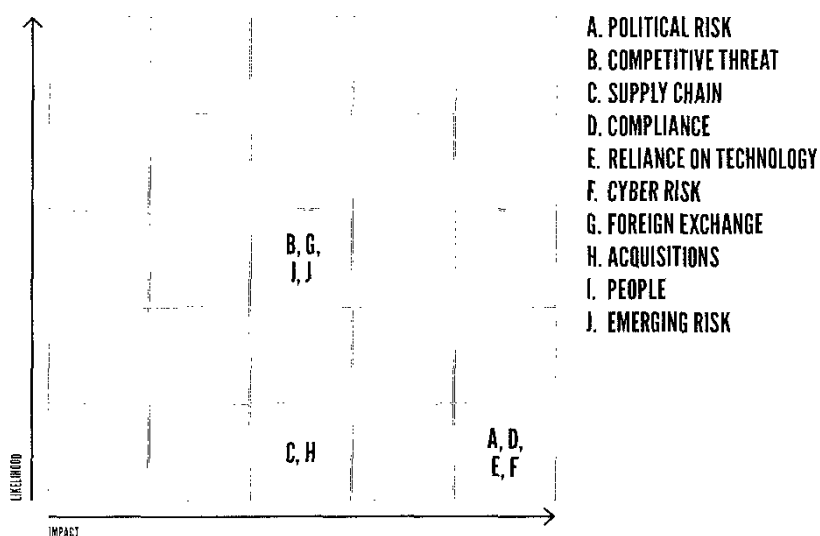 A. POLITICAL RISK
B. COMPETITIVE THREAT
C. SUPPLY CHAIN
D. COMPLIANCE
E. RELIANCE ON TECHNOLOGY
F. CYBER RISK
G. FOREIGN EXCHANGE
H. ACQUISITIONS
I. PEOPLE
J. EMERGING RISK
B, G,
I, J
C, H
A, D,
E, F
LIKELIHOOD
IMPACT